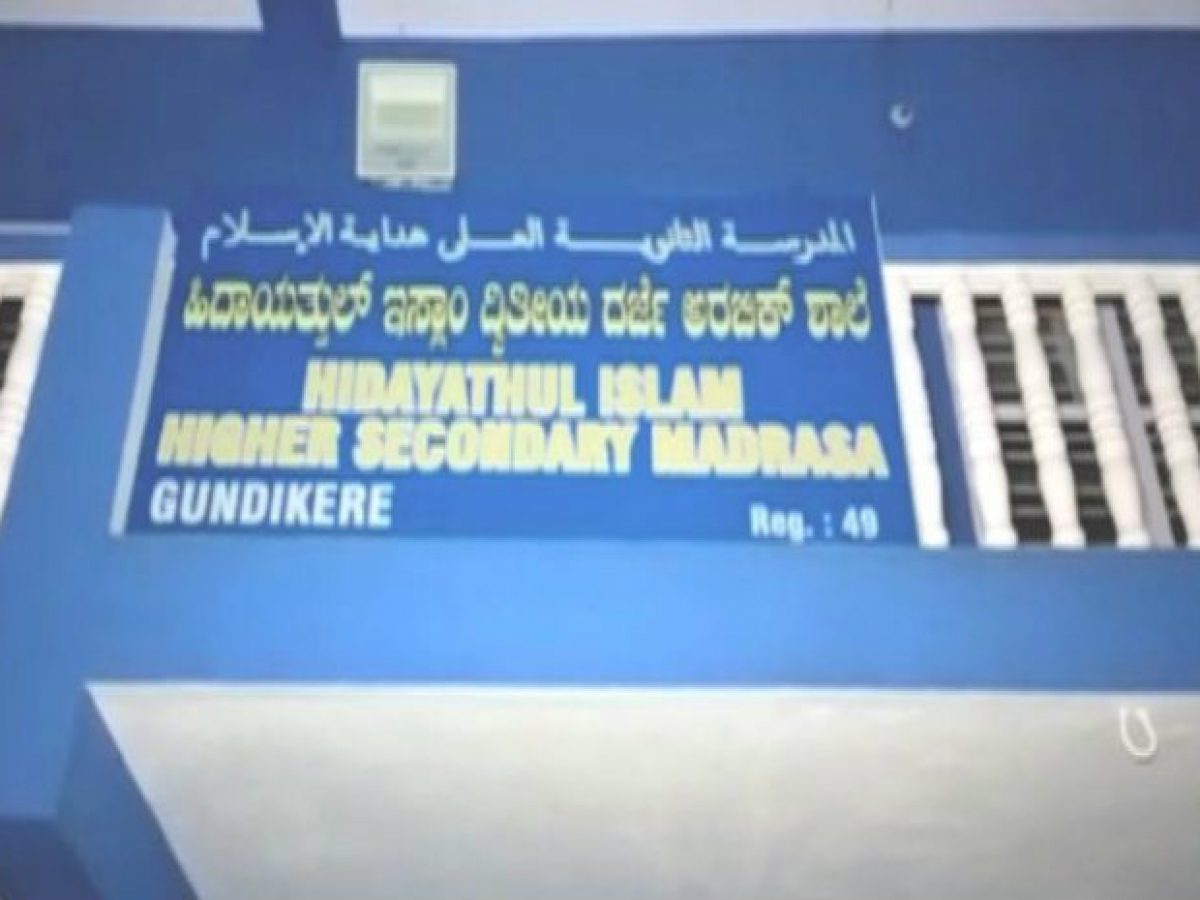 المدرسة الثانوية العلى هداية الإسلام
ಹಿದಾಯತ್ತುಲ್ ಇಸ್ಲಾಂ ದ್ವಿತೀಯ ದರ್ಜೆ ಅರಬಿಕ್ ಶಾಲೆ
HIDAYATHUL ISLAM
HIGHER SECONDARY MADRASA
GUNDIKERE
Reg. : 49